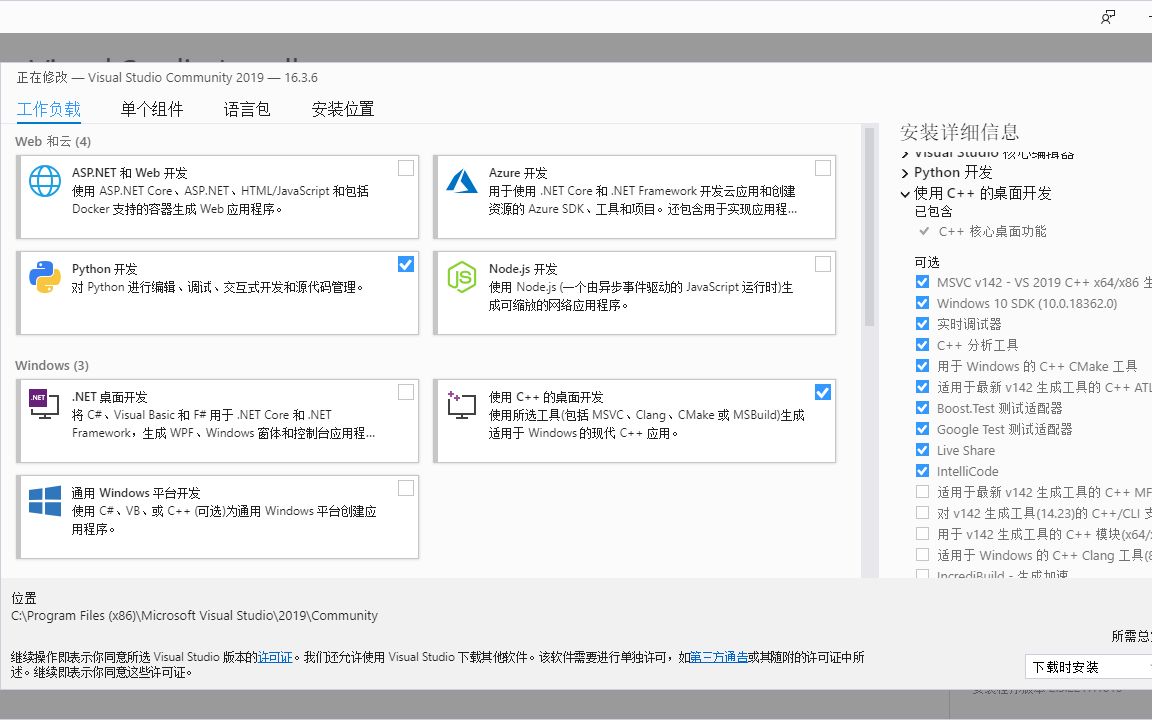 正在修改 — Visual Studio Community 2019 — 16.3.6
工作负载 单个组件 语言包 安装位置
Web 和云 (4)
ASP.NET 和 Web 开发
使用 ASP.NET Core、ASP.NET、HTML/JavaScript 和包括
Docker 支持的容器生成 Web 应用程序。
Azure 开发
用于使用 .NET Core 和 .NET Framework 开发云应用和创建
资源的 Azure SDK、工具和项目。还包含用于实现应用程...
Python 开发
对 Python 进行编辑、调试、交互式开发和源代码管理。
Node.js 开发
使用 Node.js (一个由异步事件驱动的 JavaScript 运行时)生
成可缩放的网络应用程序。
Windows (3)
.NET
.NET 桌面开发
将 C#、Visual Basic 和 F# 用于 .NET Core 和 .NET
Framework，生成 WPF、Windows 窗体和控制台应用程...
使用 C++ 的桌面开发
使用所选工具(包括 MSVC、Clang、CMake 或 MSBuild)生成
适用于 Windows 的现代 C++ 应用。
通用 Windows 平台开发
使用 C#、VB、或 C++ (可选)为通用 Windows 平台创建应
用程序。
安装详细信息
Visual Studio 核心编辑器
Python 开发
使用 C++ 的桌面开发
已包含
C++ 核心桌面功能
可选
MSVC v142 - VS 2019 C++ x64/x86 生
Windows 10 SDK (10.0.18362.0)
实时调试器
C++ 分析工具
用于 Windows 的 C++ CMake 工具
适用于最新 v142 生成工具的 C++ ATL
Boost.Test 测试适配器
Google Test 测试适配器
Live Share
IntelliCode
适用于最新 v142 生成工具的 C++ MF
对 v142 生成工具(14.23)的 C++/CLI 支
用于 v142 生成工具的 C++ 模块(x64/
适用于 Windows 的 C++ Clang 工具(8
IncrediBuild - 生成加速
位置
C:\Program Files (x86)\Microsoft Visual Studio\2019\Community
所需总
继续操作即表示你同意所选 Visual Studio 版本的许可证。我们还允许使用 Visual Studio 下载其他软件。该软件需要进行单独许可，如第三方通告或其随附的许可证中所
述。继续即表示你同意这些许可证。
下载时安装